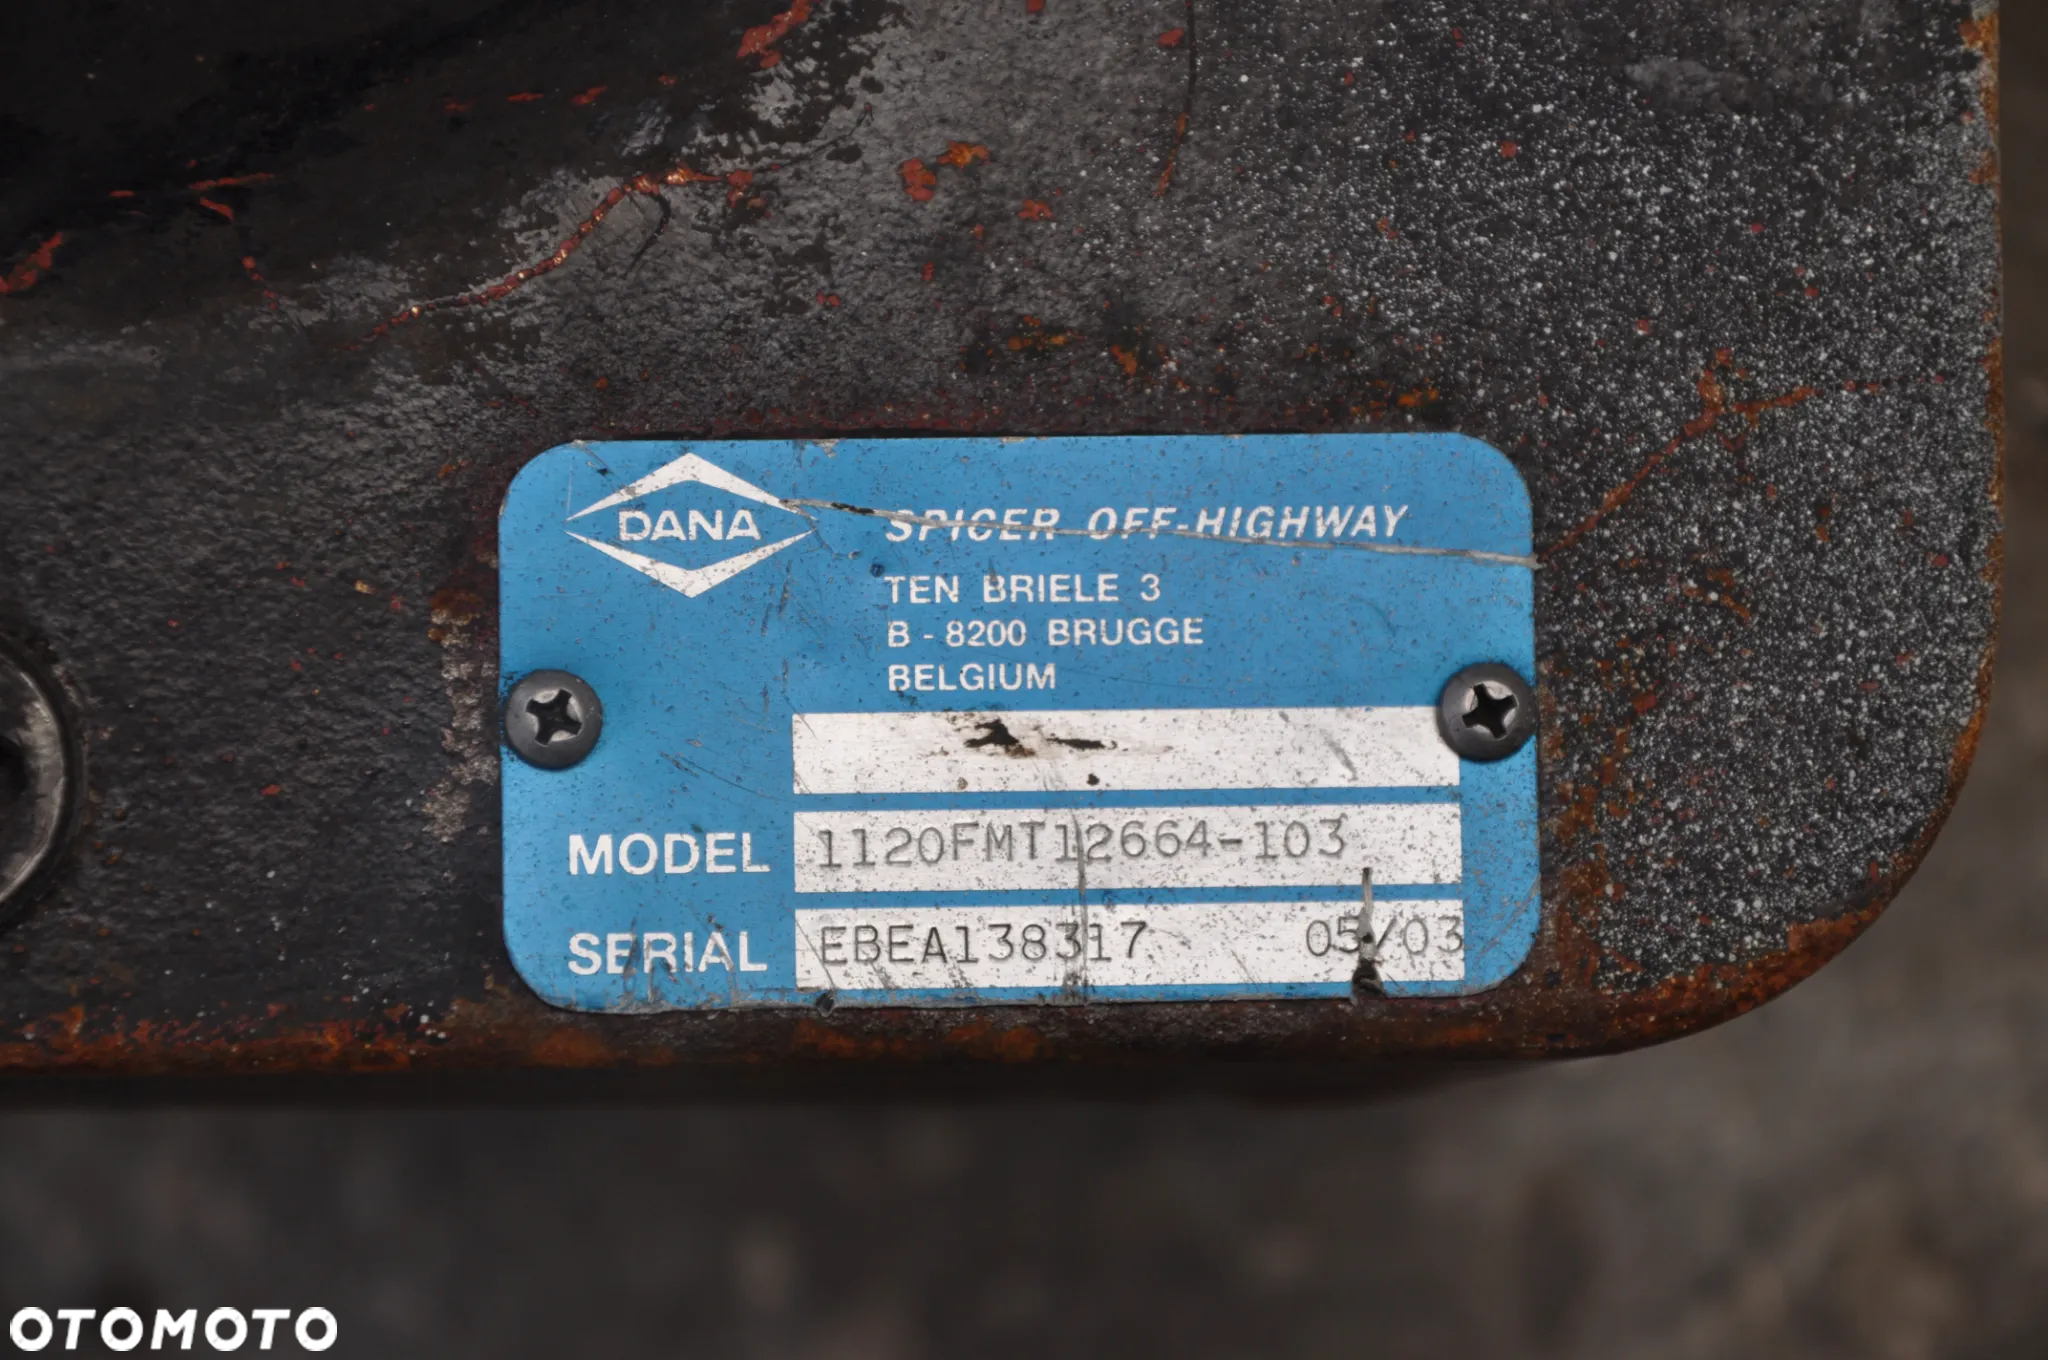 DANA
SPICER OFF-HIGHWAY
TEN BRIELE 3
B - 8200 BRUGGE
BELGIUM
MODEL 1120FMT12664-103
SERIAL EBEA138317 05/03
OTOMOTO